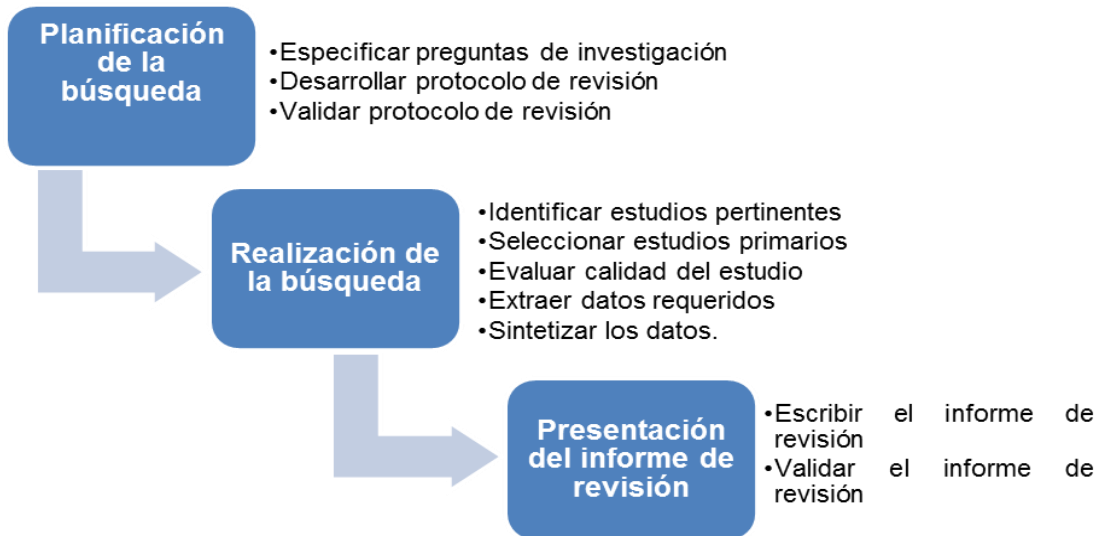 Planificación
de la
búsqueda
•Especificar preguntas de investigación
•Desarrollar protocolo de revisión
•Validar protocolo de revisión
Realización de
la búsqueda
•Identificar estudios pertinentes
•Seleccionar estudios primarios
•Evaluar calidad del estudio
•Extraer datos requeridos
•Sintetizar los datos.
Presentación
del informe de
revisión
•Escribir el informe de
revisión
•Validar el informe de
revisión